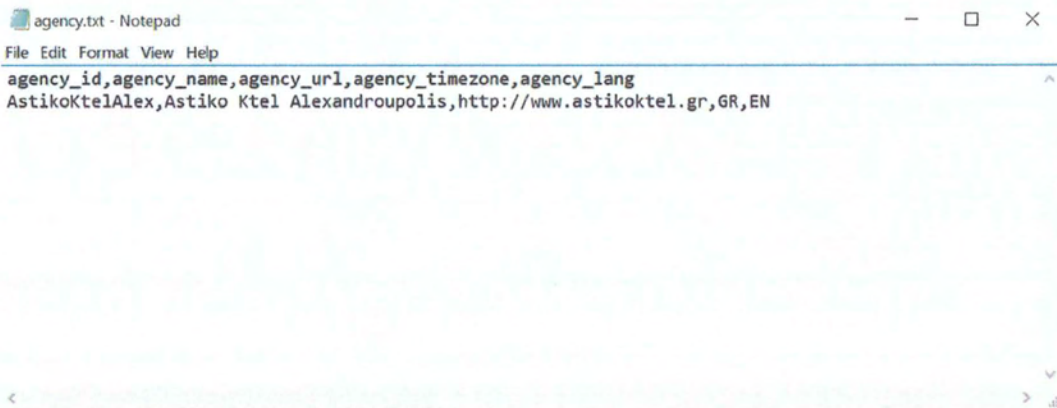 agency.txt - Notepad
File Edit Format View Help
agency_id,agency_name,agency_url,agency_timezone,agency_lang
AstikoKtelAlex,Astiko Ktel Alexandroupolis,http://www.astikoktel.gr,GR,EN